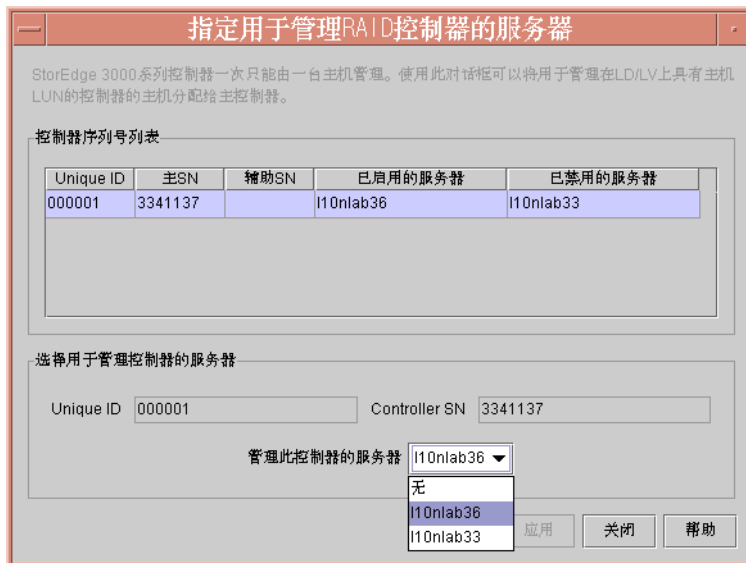 指定用于管理RAID控制器的服务器
StorEdge 3000系列控制器一次只能由一台主机管理。使用此对话框可以将用于管理在LD/LV上具有主机
LUN的控制器的主机分配给主控制器。
控制器序列号列表
Unique ID 主SN 辅助SN 已启用的服务器 已禁用的服务器
000001 3341137 l10nlab36 l10nlab33
选择用于管理控制器的服务器
Unique ID 000001 Controller SN 3341137
管理此控制器的服务器 l10nlab36
无
l10nlab36
l10nlab33
应用 关闭 帮助